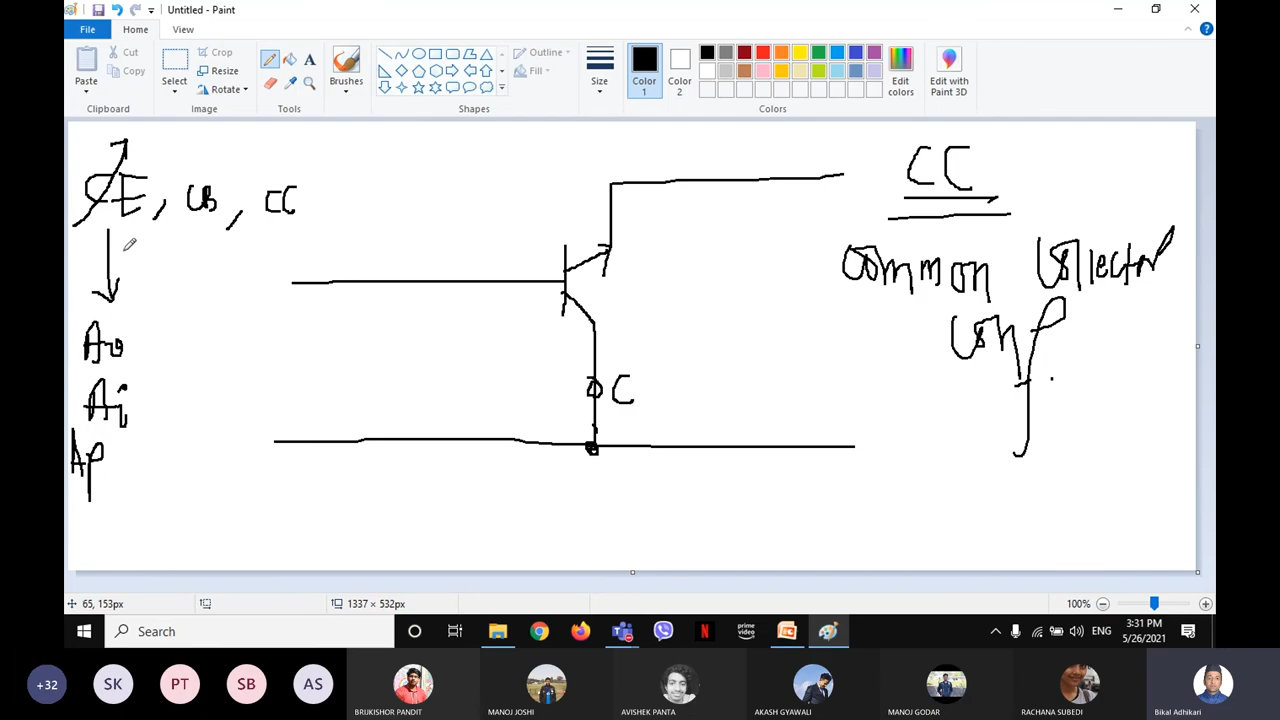 Untitled - Paint
File
Home
View
Paste
Cut
Copy
Clipboard
Select
Crop
Resize
Rotate
Image
A
Tools
Brushes
Outline
Fill
Shapes
Size
Color
1
Color
2
Edit
colors
Colors
Edit with
Paint 3D
CE, CB, CC
CC
Common Collector
Conf.
Av
Ai
Ap
C
65, 153px
1337 × 532px
100%
Search
prime
video
ENG
3:31 PM
5/26/2021
+32
SK
PT
SB
AS
BRIJKISHOR PANDIT
MANOJ JOSHI
AVISHEK PANTA
AKASH GYAWALI
MANOJ GODAR
RACHANA SUBEDI
Bikal Adhikari